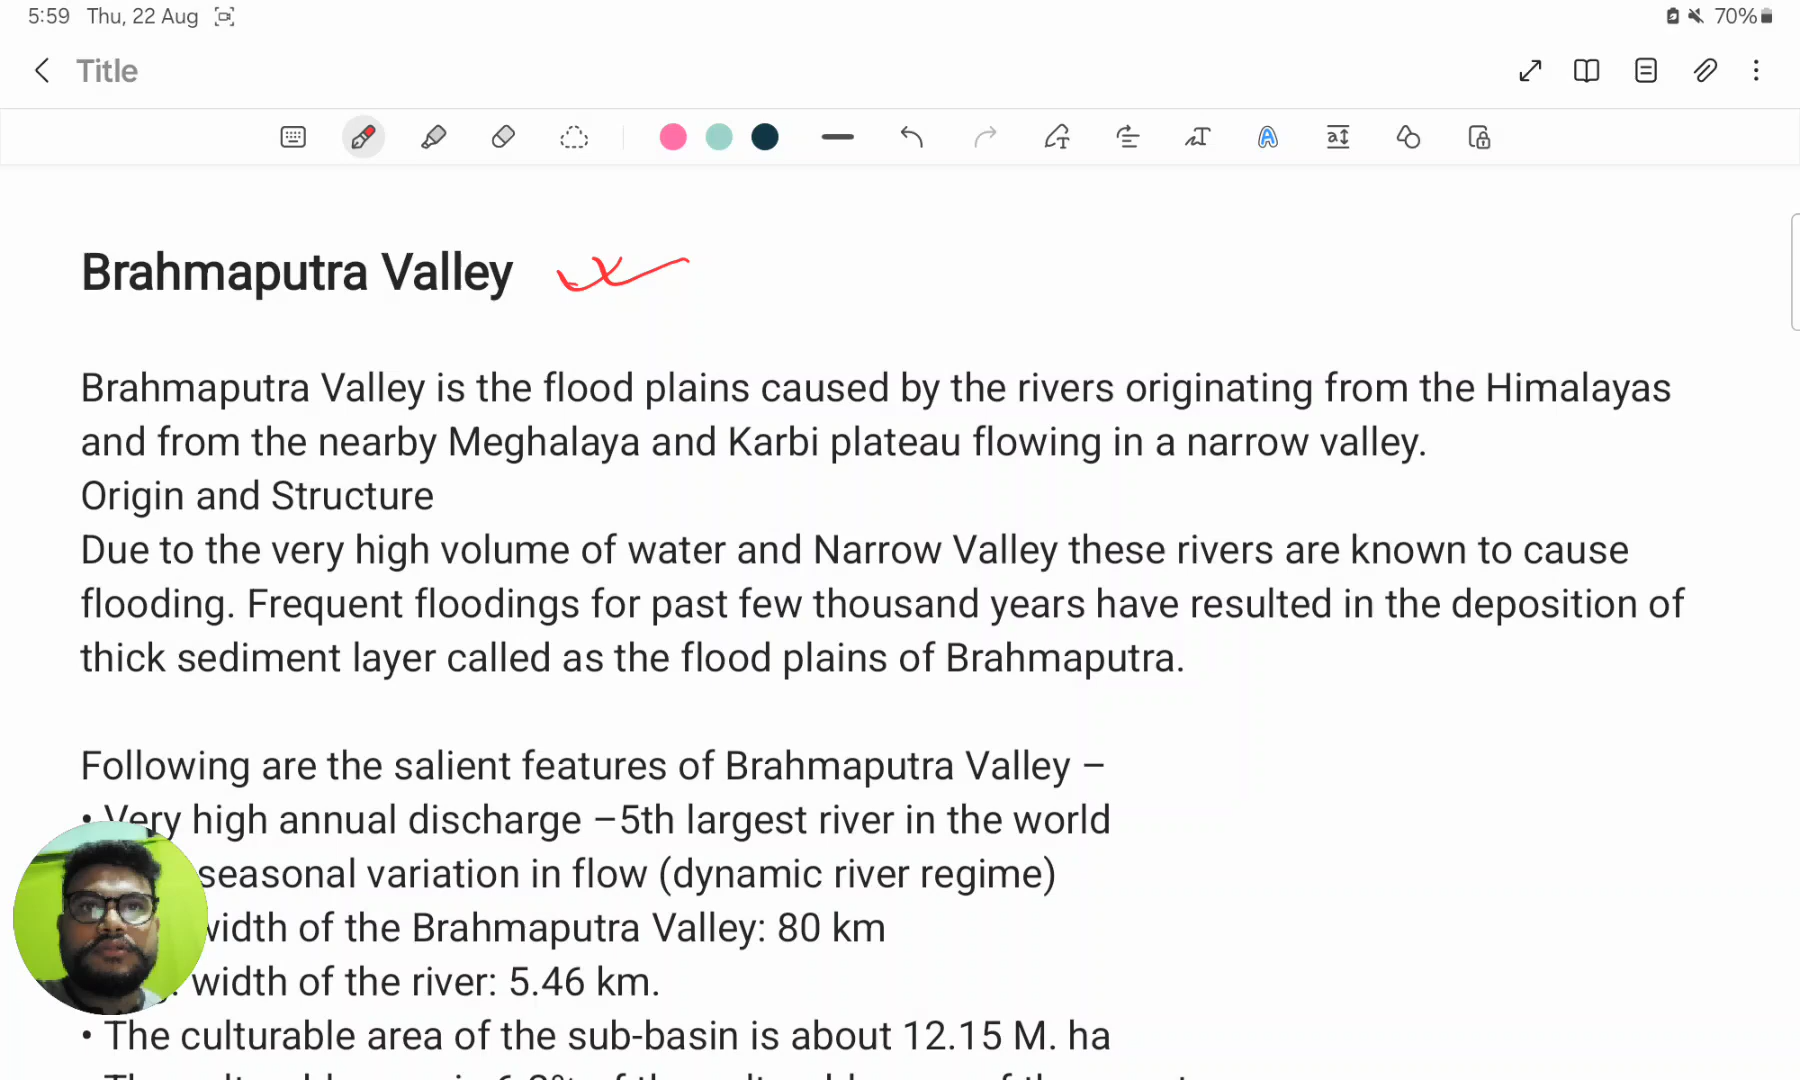 5:59 Thu, 22 Aug 70%
Title
Brahmaputra Valley
Brahmaputra Valley is the flood plains caused by the rivers originating from the Himalayas
and from the nearby Meghalaya and Karbi plateau flowing in a narrow valley.
Origin and Structure
Due to the very high volume of water and Narrow Valley these rivers are known to cause
flooding. Frequent floodings for past few thousand years have resulted in the deposition of
thick sediment layer called as the flood plains of Brahmaputra.
Following are the salient features of Brahmaputra Valley –
• Very high annual discharge –5th largest river in the world
seasonal variation in flow (dynamic river regime)
width of the Brahmaputra Valley: 80 km
width of the river: 5.46 km.
• The culturable area of the sub-basin is about 12.15 M. ha